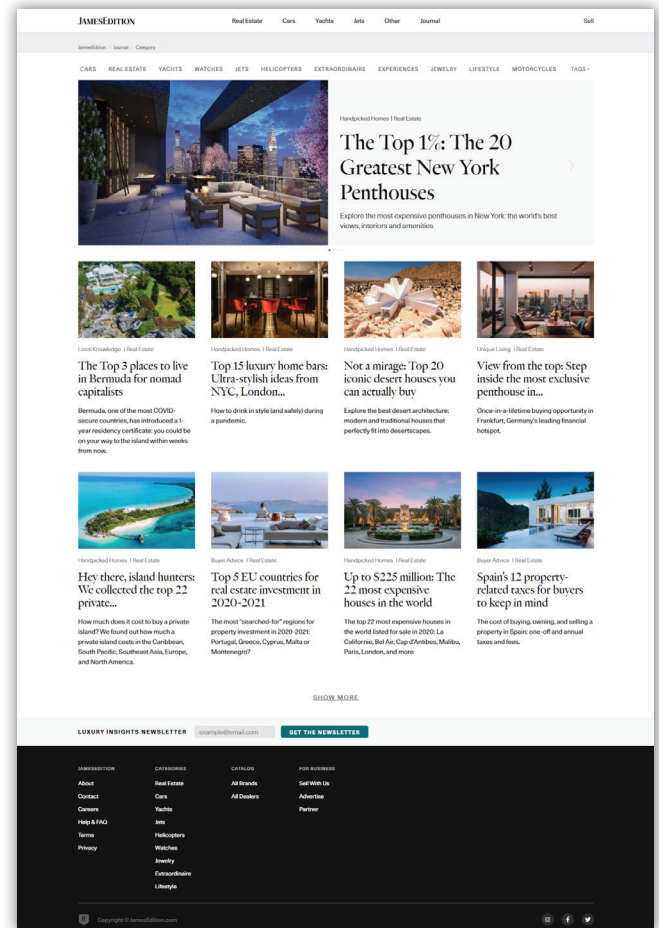 JAMESEDITION
Real Estate Cars Yachts Jets Other Journal Sell
JamesEdition Journal Category
CARS REAL ESTATE YACHTS WATCHES JETS HELICOPTERS EXTRAORDINAIRE EXPERIENCES JEWELRY LIFESTYLE MOTORCYCLES TAGS
Handpicked Homes | Real Estate
The Top 1%: The 20
Greatest New York
Penthouses
Explore the most expensive penthouses in New York: the world's best
views, interiors and amenities
Local Knowledge | Real Estate
The Top 3 places to live
in Bermuda for nomad
capitalists
Bermuda, one of the most COVID-
secure countries, has introduced a 1-
year residency certificate: you could be
on your way to the island within weeks
from now.
Handpicked Homes | Real Estate
Top 15 luxury home bars:
Ultra-stylish ideas from
NYC, London...
How to drink in style (and safely) during
a pandemic.
Handpicked Homes | Real Estate
Not a mirage: Top 20
iconic desert houses you
can actually buy
Explore the best desert architecture:
modern and traditional houses that
perfectly fit into desertscapes.
Unique Living | Real Estate
View from the top: Step
inside the most exclusive
penthouse in...
Once-in-a-lifetime buying opportunity in
Frankfurt, Germany's leading financial
hotspot.
Handpicked Homes | Real Estate
Hey there, island hunters:
We collected the top 22
private...
How much does it cost to buy a private
island? We found out how much a
private island costs in the Caribbean,
South Pacific, Southeast Asia, Europe,
and North America.
Buyer Advice | Real Estate
Top 5 EU countries for
real estate investment in
2020-2021
The most "searched-for" regions for
property investment in 2020-2021:
Portugal, Greece, Cyprus, Malta or
Montenegro?
Handpicked Homes | Real Estate
Up to $225 million: The
22 most expensive
houses in the world
The top 22 most expensive houses in
the world listed for sale in 2020: La
Californie, Bel Air, Cap d'Antibes, Malibu,
Paris, London, and more
Buyer Advice | Real Estate
Spain's 12 property-
related taxes for buyers
to keep in mind
The cost of buying, owning, and selling a
property in Spain: one-off and annual
taxes and fees.
SHOW MORE
LUXURY INSIGHTS NEWSLETTER example@email.com GET THE NEWSLETTER
JAMESEDITION
About
Contact
Careers
Help & FAQ
Terms
Privacy
CATEGORIES
Real Estate
Cars
Yachts
Jets
Helicopters
Watches
Jewelry
Extraordinaire
Lifestyle
CATALOG
All Brands
All Dealers
FOR BUSINESS
Sell With Us
Advertise
Partner
Copyright © JamesEdition.com